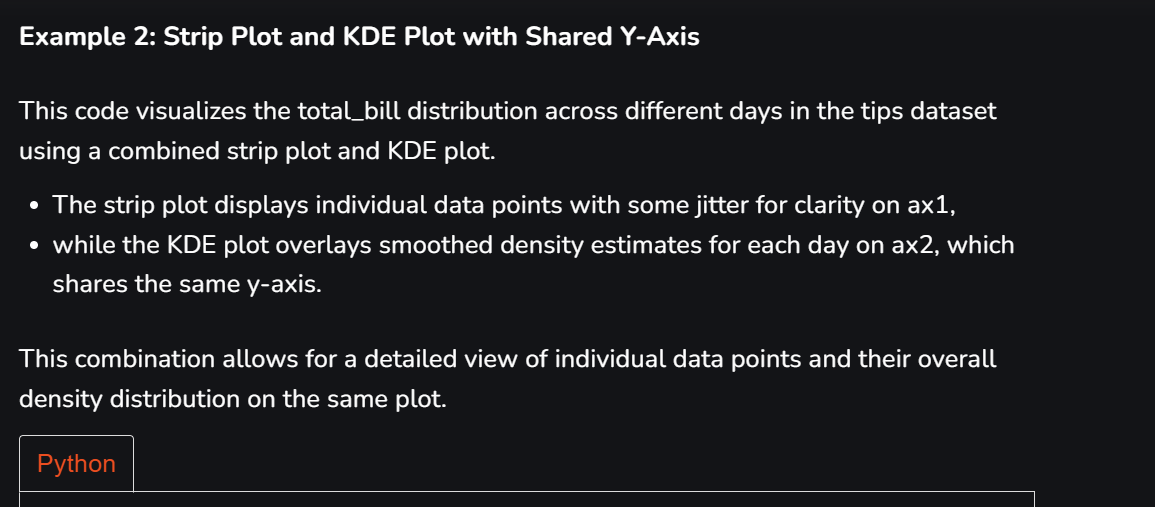 Example 2: Strip Plot and KDE Plot with Shared Y-Axis
This code visualizes the total_bill distribution across different days in the tips dataset
using a combined strip plot and KDE plot.
• The strip plot displays individual data points with some jitter for clarity on ax1,
• while the KDE plot overlays smoothed density estimates for each day on ax2, which
shares the same y-axis.
This combination allows for a detailed view of individual data points and their overall
density distribution on the same plot.
Python